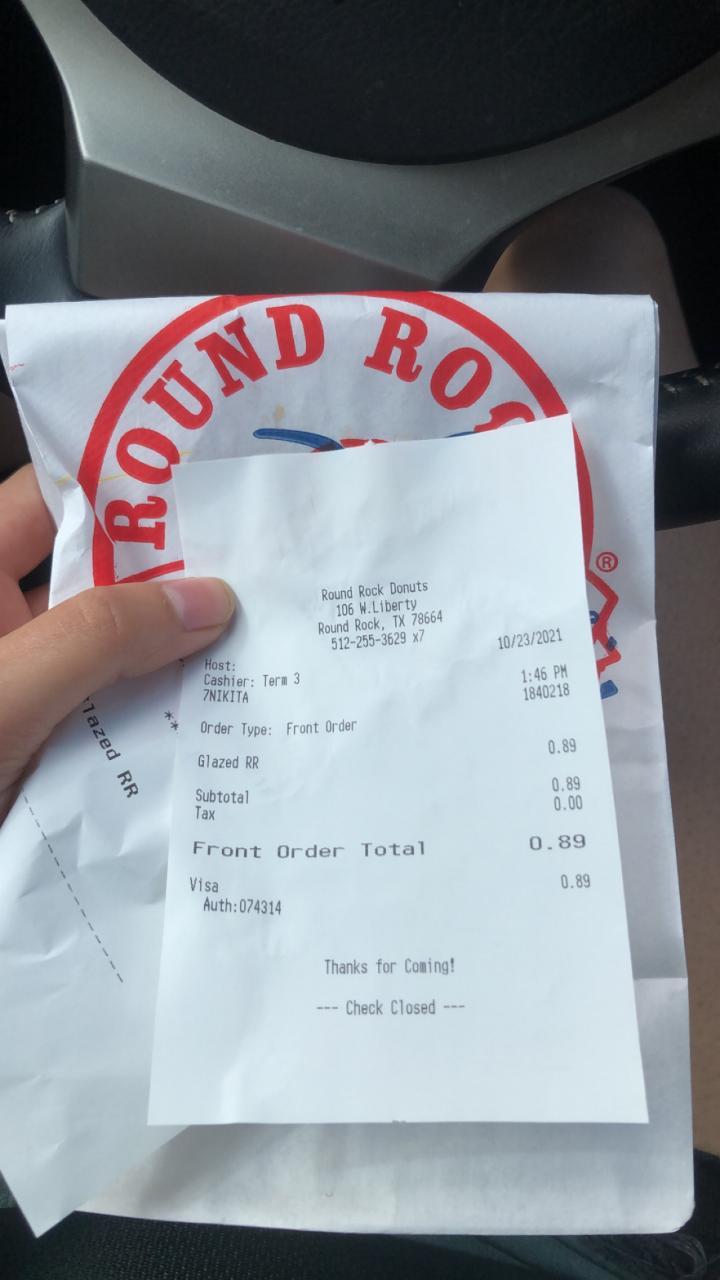 ROUND ROC
®
Round Rock Donuts
106 W.Liberty
Round Rock, TX 78664
512-255-3629 x7
10/23/2021
Host:
Cashier: Term 3 1:46 PM
7NIKITA 1840218
Order Type: Front Order
Glazed RR 0.89
Subtotal 0.89
Tax 0.00
Front Order Total 0.89
Visa 0.89
Auth:074314
Thanks for Coming!
--- Check Closed ---
**
lazed RR